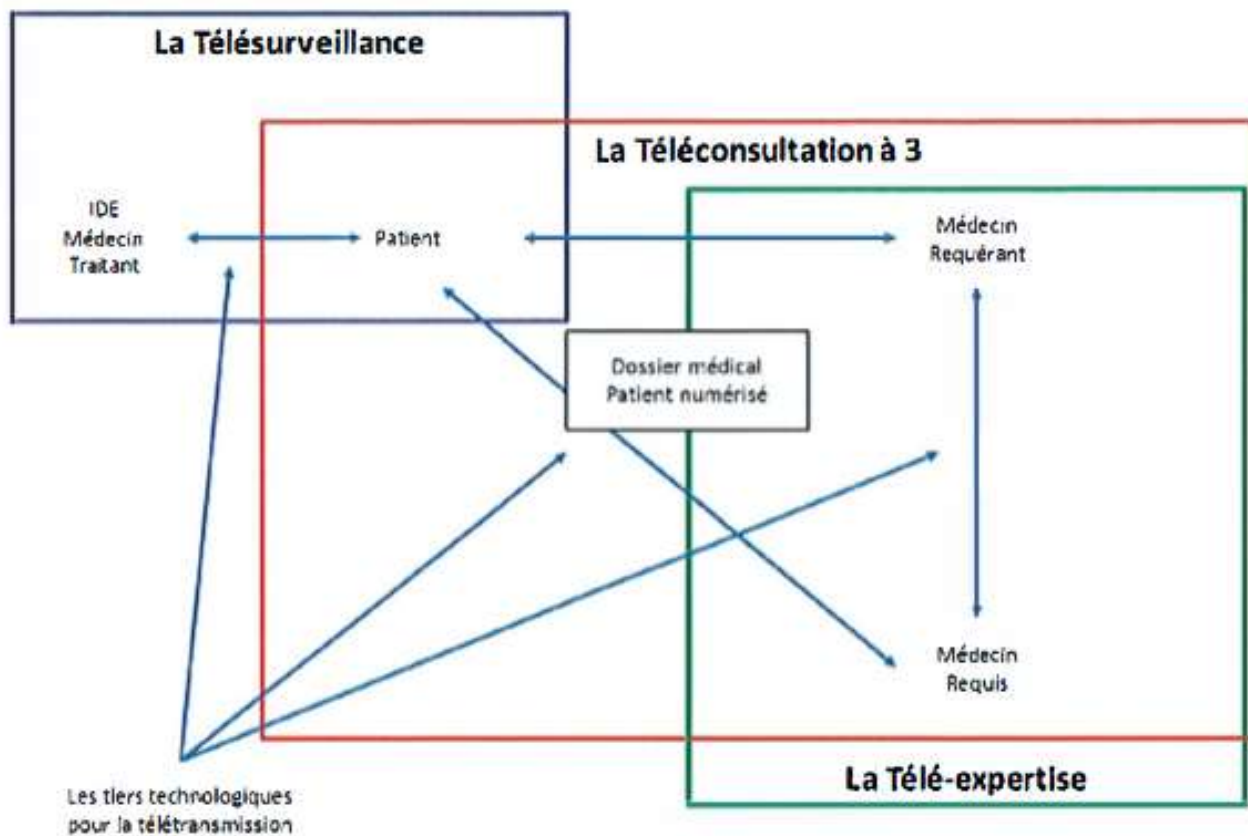 La Télésurveillance
La Téléconsultation à 3
IDE
Médecin
Traitant
Patient
Médecin
Requérant
Dossier médical
Patient numérisé
Médecin
Requis
La Télé-expertise
Les tiers technologiques
pour la télétransmission